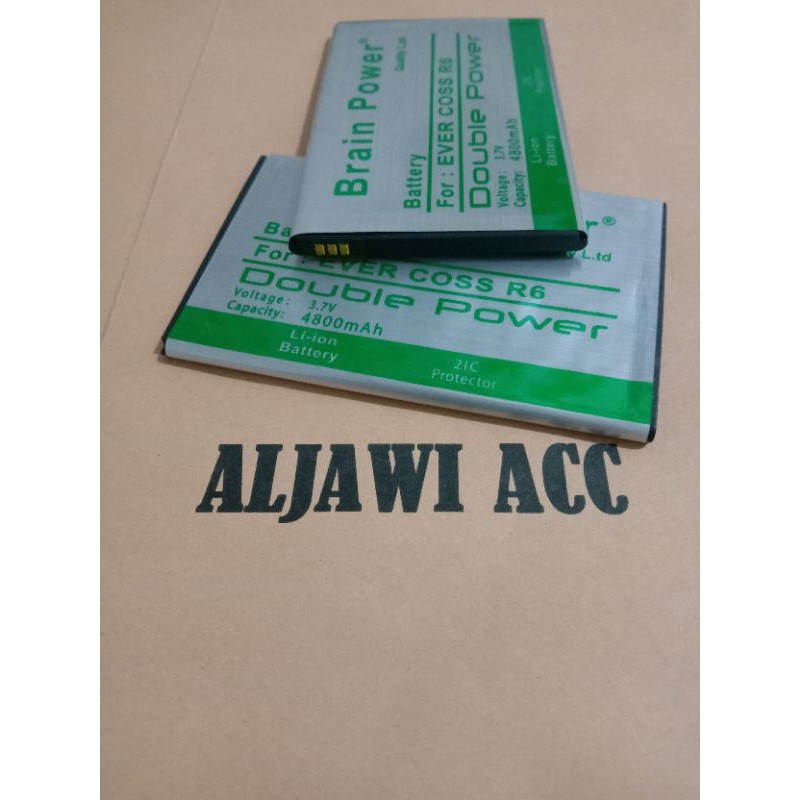 Brain Power®
Quality Ltd
Battery
For : EVER COSS R6
Double Power
Voltage : 3.7V
Capacity: 4800mAh
Li-ion
Battery
2IC
Protector
For : EVER COSS R6
Double Power
Voltage : 3.7V
Capacity: 4800mAh
Li-ion
Battery
2IC
Protector
ALJAWI ACC